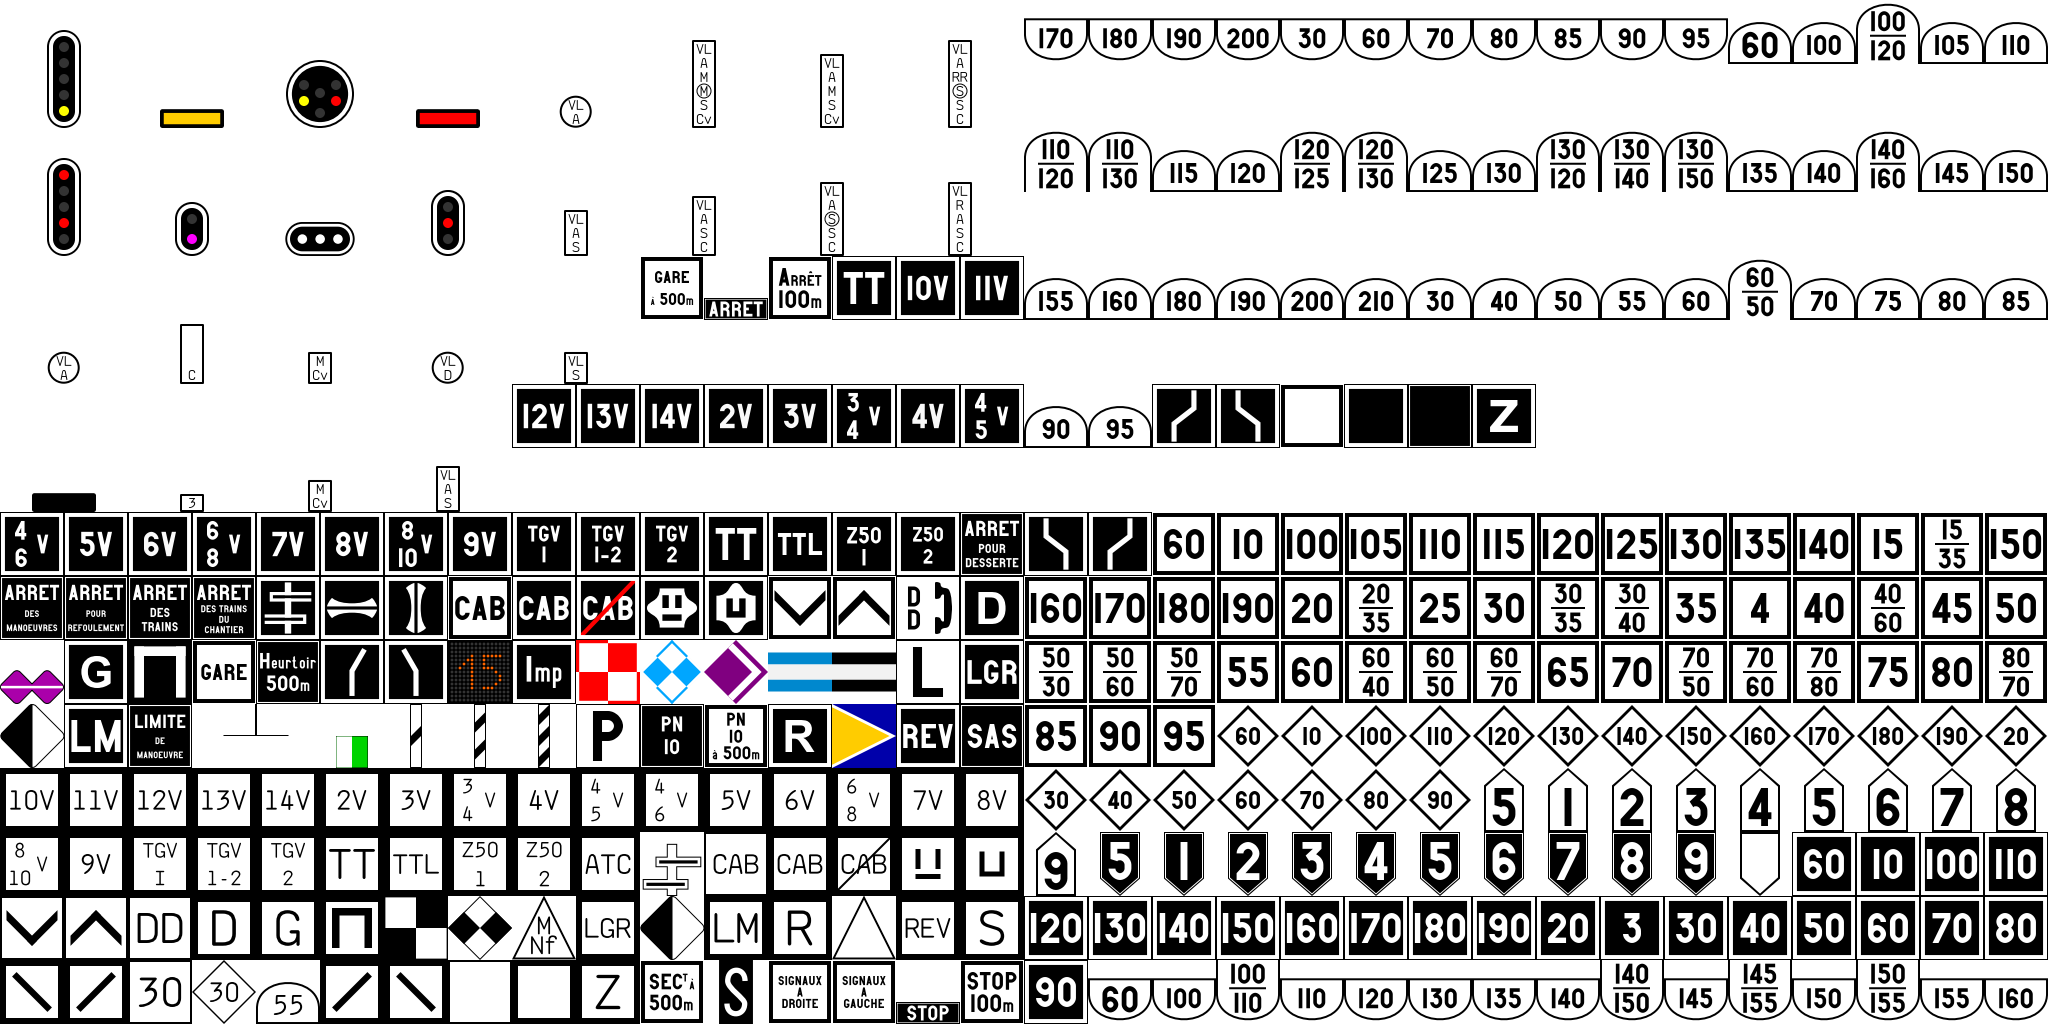 170 180 190 200 30 60 70 80 85 90 95 60 100 100/120 105 110
VL A
VL A M M S Cv
VL A M S Cv
VL A RR S S C
110/120 110/130 115 120 120/125 120/130 125 130 130/120 130/140 130/150 135 140 140/160 145 150
VL A S
VL A S C
VL A S S C
VL R A S C
GARE à 500m
ARRET
ARRÊT 100m
TT 10V 11V
155 160 180 190 200 210 30 40 50 55 60 60/50 70 75 80 85
VL A
C
M Cv
VL D
VL S
12V 13V 14V 2V 3V 3/4 V 4V 4/5 V 90 95 Z
3
M Cv
VL A S
4/6 V 5V 6V 6/8 V 7V 8V 8/10 V 9V TGV 1 TGV 1-2 TGV 2 TT TTL Z50 1 Z50 2 ARRET POUR DESSERTE 60 10 100 105 110 115 120 125 130 135 140 15 15/35 150
ARRET DES MANOEUVRES
ARRET POUR REFOULEMENT
ARRET DES TRAINS
ARRET DES TRAINS DU CHANTIER
CAB CAB CAB DD D 160 170 180 190 20 20/35 25 30 30/35 30/40 35 4 40 40/60 45 50
G GARE Heurtoir 500m 15 Imp L LGR 50/30 50/60 50/70 55 60 60/40 60/50 60/70 65 70 70/50 70/60 70/80 75 80 80/70
LM LIMITE DE MANOEUVRE P PN 10 PN 10 à 500m R REV SAS 85 90 95 60 10 100 110 120 130 140 150 160 170 180 190 20
10V 11V 12V 13V 14V 2V 3V 3/4 V 4V 4/5 V 4/6 V 5V 6V 6/8 V 7V 8V 30 40 50 60 70 80 90 5 1 2 3 4 5 6 7 8
8/10 V 9V TGV I TGV 1-2 TGV 2 TT TTL Z50 1 Z50 2 ATC CAB CAB CAB 9 5 1 2 3 4 5 6 7 8 9 60 10 100 110
DD D G M Nf LGR LM R REV S 120 130 140 150 160 170 180 190 20 3 30 40 50 60 70 80
30 30 55 Z SECT À 500m S SIGNAUX A DROITE SIGNAUX A GAUCHE STOP STOP 100m 90 60 100 100/110 110 120 130 135 140 140/150 145 145/155 150 150/155 155 160